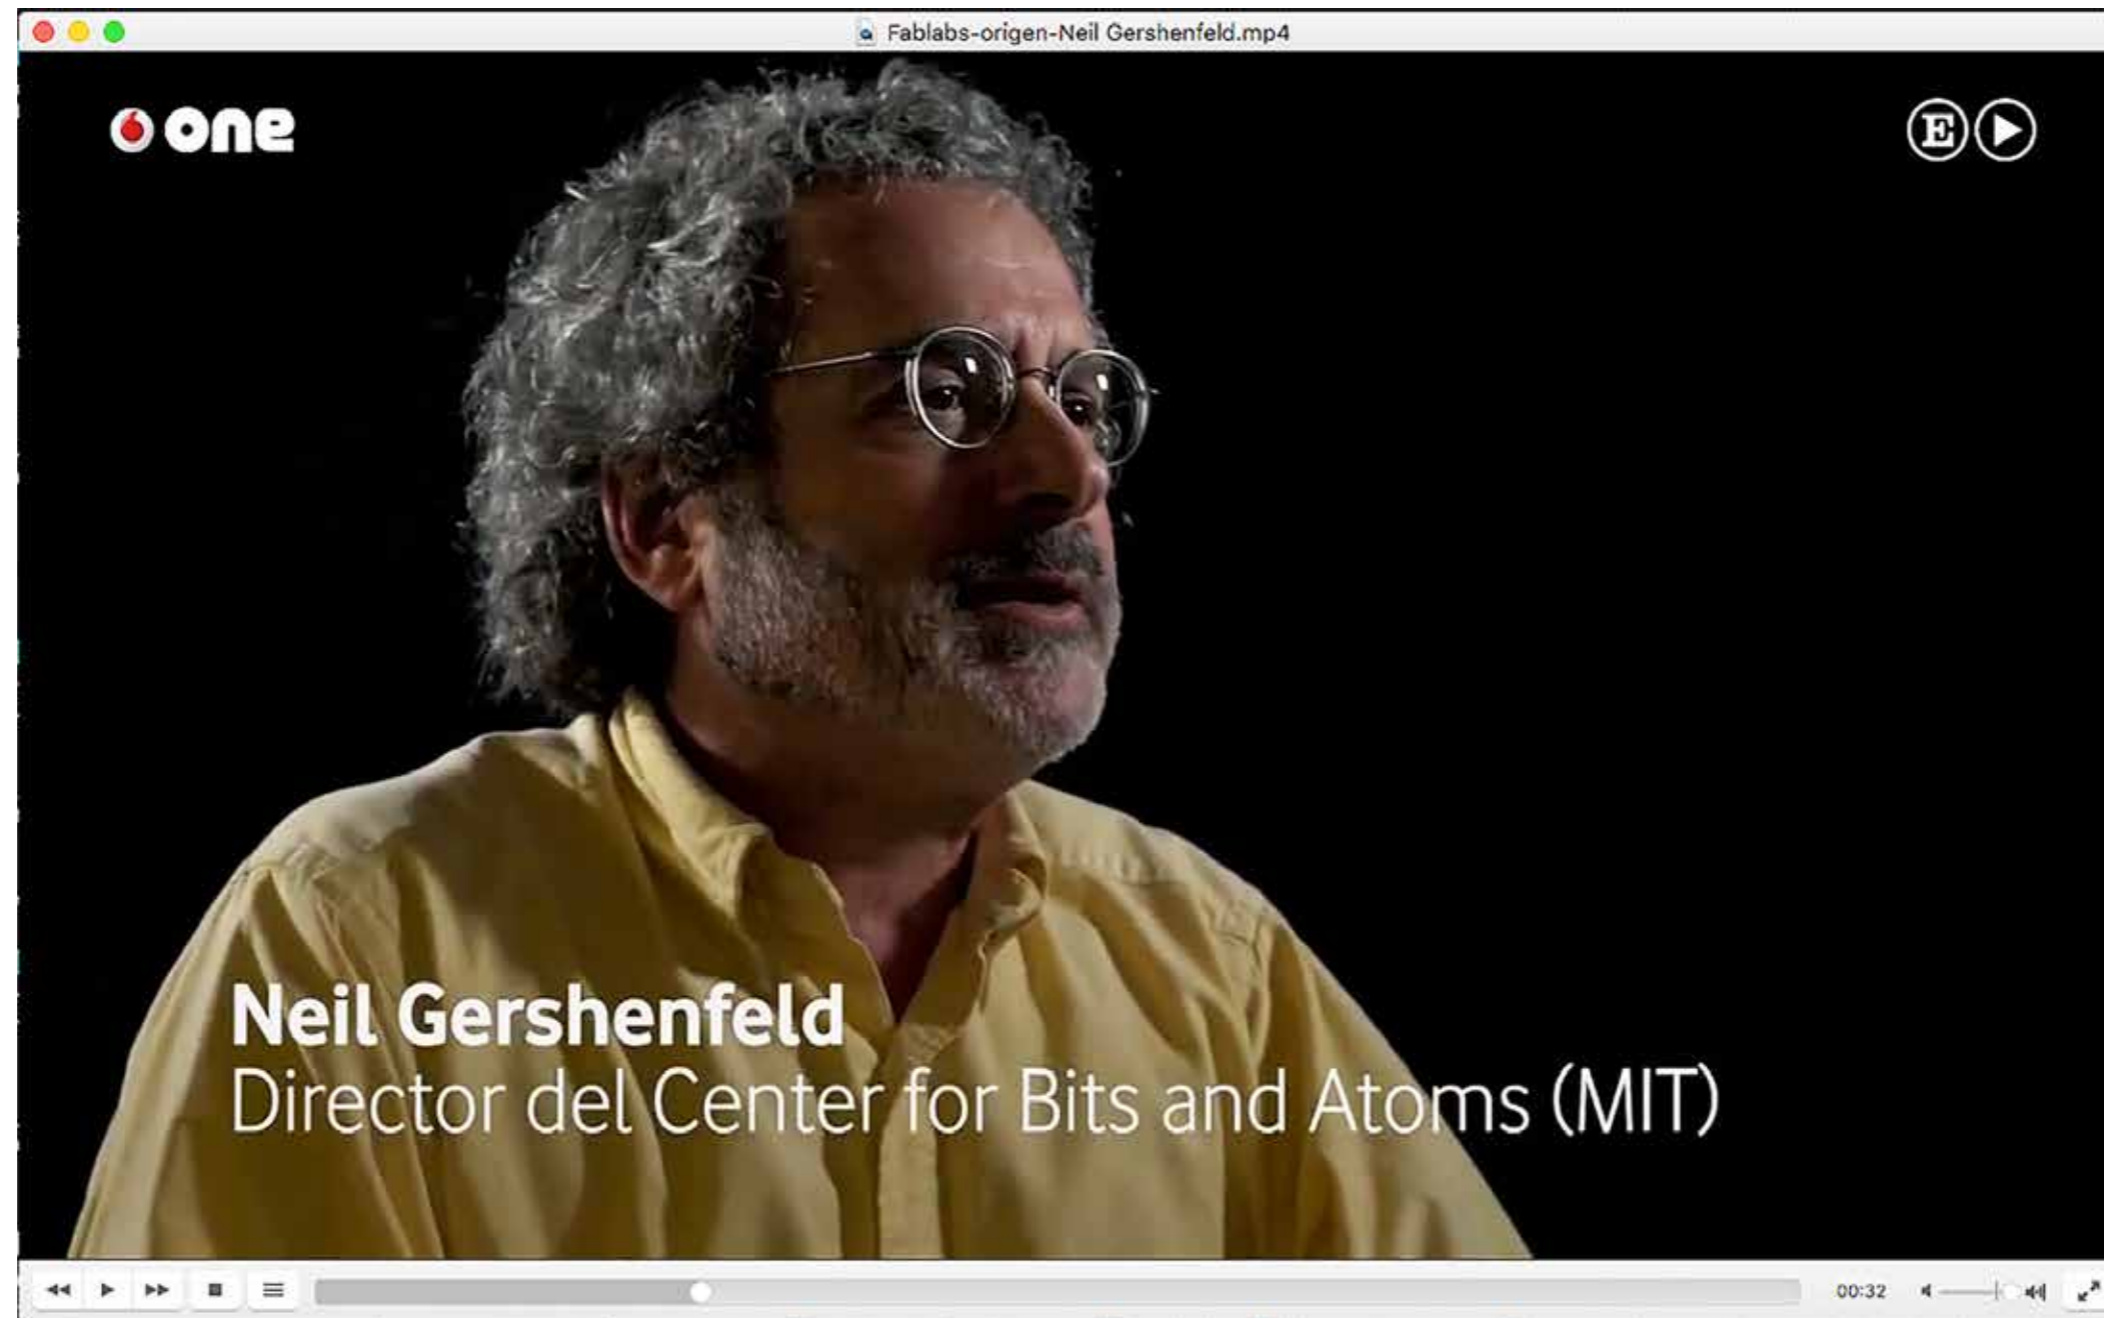 Fablabs-origen-Neil Gershenfeld.mp4
one
E
Neil Gershenfeld
Director del Center for Bits and Atoms (MIT)
00:32